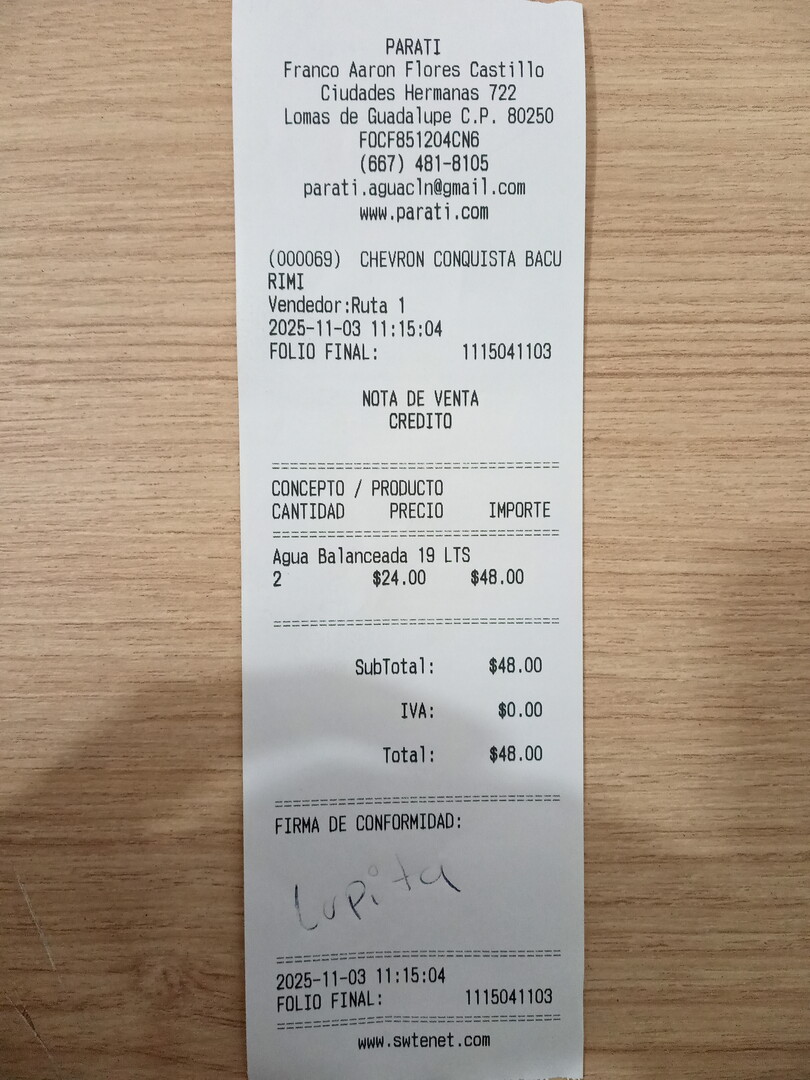 PARATI
Franco Aaron Flores Castillo
Ciudades Hermanas 722
Lomas de Guadalupe C.P. 80250
FOCF851204CN6
(667) 481-8105
parati.aguacln@gmail.com
www.parati.com
(000069) CHEVRON CONQUISTA BACU
RIMI
Vendedor:Ruta 1
2025-11-03 11:15:04
FOLIO FINAL: 1115041103
NOTA DE VENTA
CREDITO
================================
CONCEPTO / PRODUCTO
CANTIDAD PRECIO IMPORTE
================================
Agua Balanceada 19 LTS
2 $24.00 $48.00
================================
SubTotal: $48.00
IVA: $0.00
Total: $48.00
================================
FIRMA DE CONFORMIDAD:
Lupita
================================
2025-11-03 11:15:04
FOLIO FINAL: 1115041103
================================
www.swtenet.com